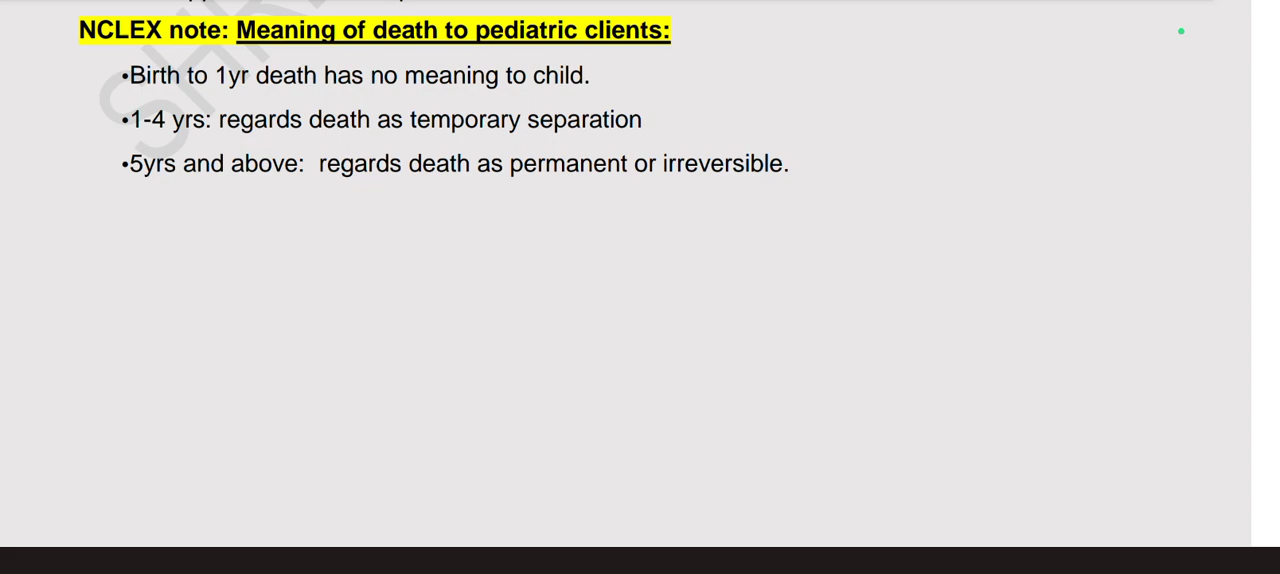 NCLEX note: Meaning of death to pediatric clients:
•Birth to 1yr death has no meaning to child.
•1-4 yrs: regards death as temporary separation
•5yrs and above:  regards death as permanent or irreversible.